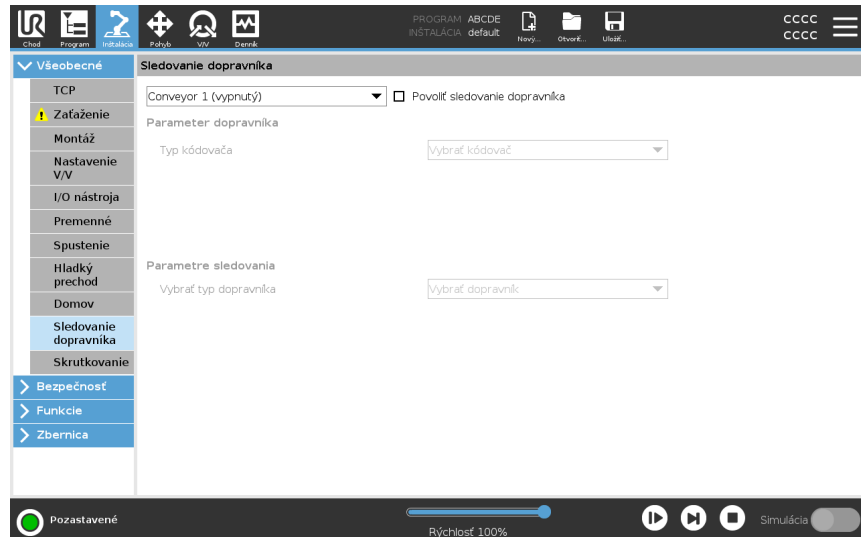 UR
PROGRAM ABCDE
INŠTALÁCIA default
CCCC
CCCC
Chod
Program
Inštalácia
Pohyb
V/V
Denník
Nový...
Otvoriť...
Uložiť...
Všeobecné
TCP
Zaťaženie
Montáž
Nastavenie
V/V
I/O nástroja
Premenné
Spustenie
Hladký
prechod
Domov
Sledovanie
dopravníka
Skrutkovanie
Bezpečnosť
Funkcie
Zbernica
Sledovanie dopravníka
Conveyor 1 (vypnutý)
Povoliť sledovanie dopravníka
Parameter dopravníka
Typ kódovača
Vybrať kódovač
Parametre sledovania
Vybrať typ dopravníka
Vybrať dopravník
Pozastavené
Rýchlosť 100%
Simulácia